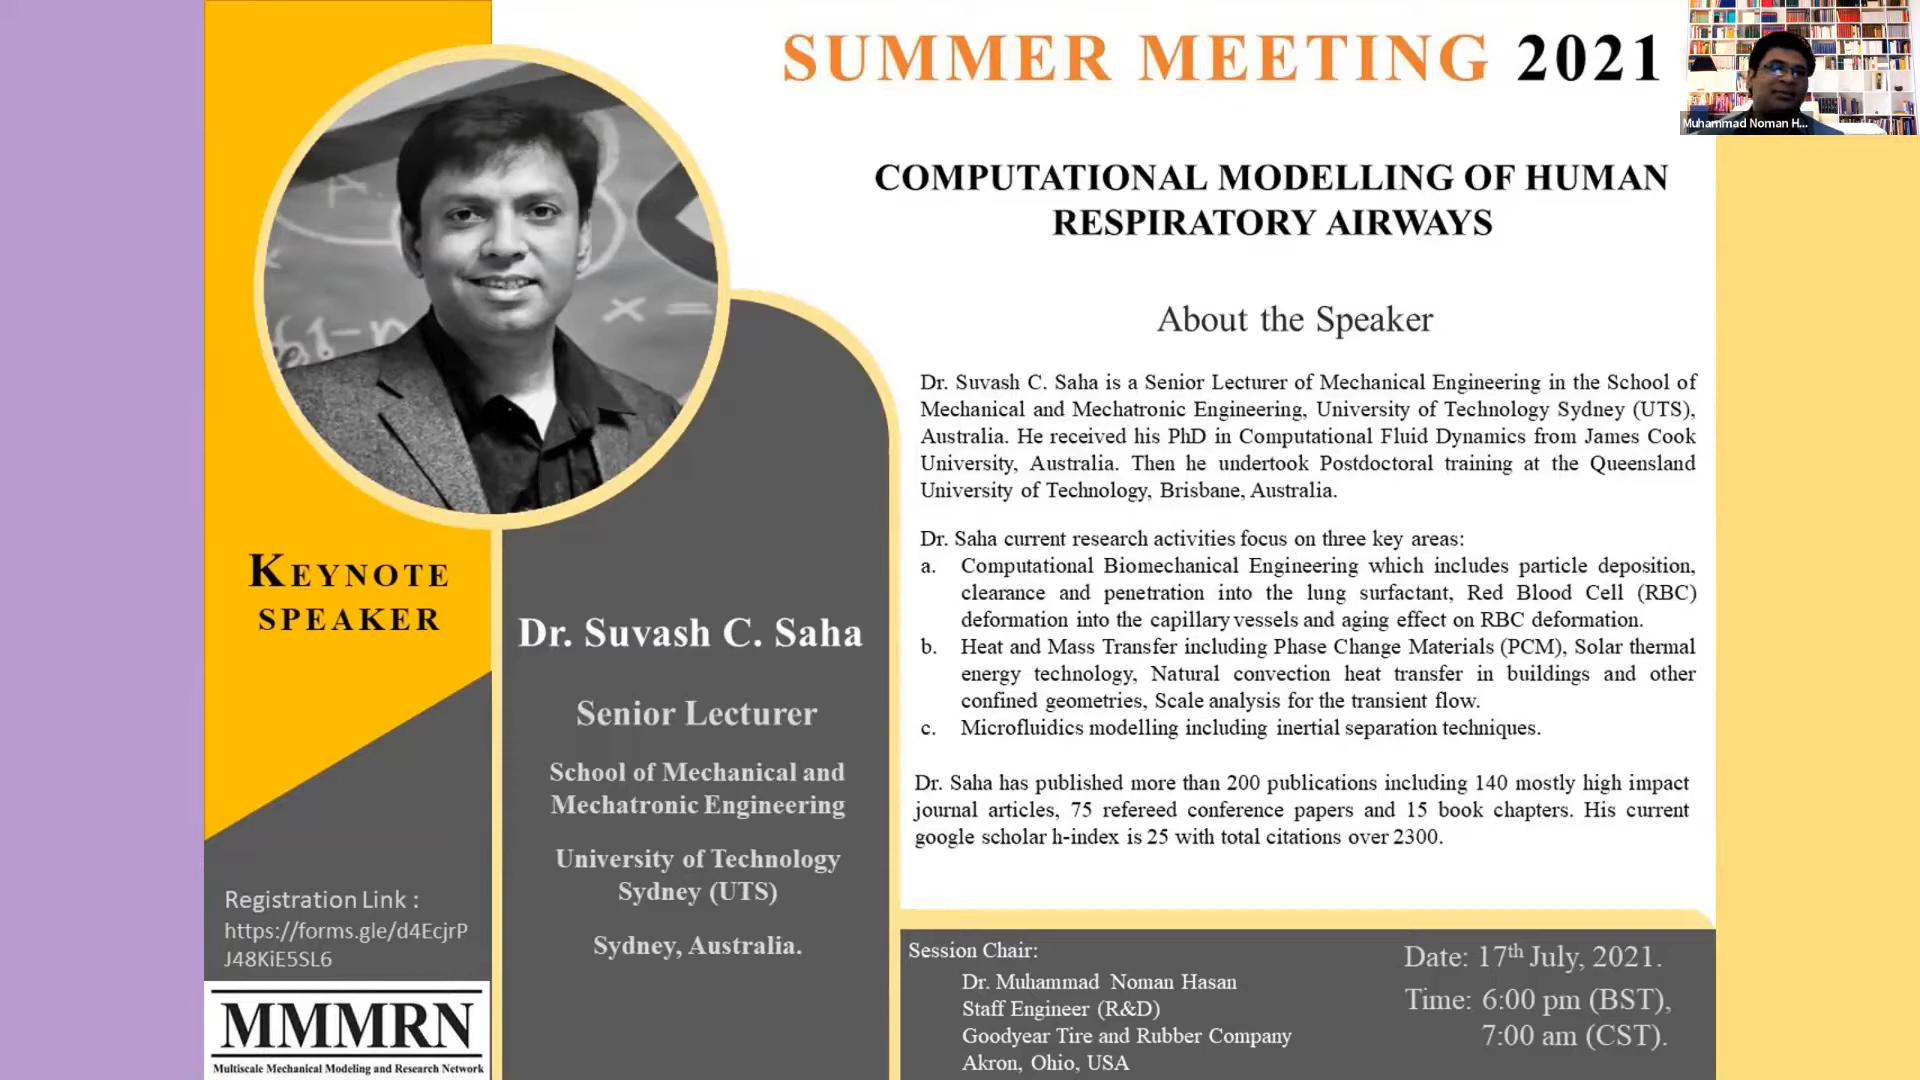 SUMMER MEETING 2021
Muhammad Noman H...
COMPUTATIONAL MODELLING OF HUMAN
RESPIRATORY AIRWAYS
About the Speaker
Dr. Suvash C. Saha is a Senior Lecturer of Mechanical Engineering in the School of
Mechanical and Mechatronic Engineering, University of Technology Sydney (UTS),
Australia. He received his PhD in Computational Fluid Dynamics from James Cook
University, Australia. Then he undertook Postdoctoral training at the Queensland
University of Technology, Brisbane, Australia.
Dr. Saha current research activities focus on three key areas:
a. Computational Biomechanical Engineering which includes particle deposition,
clearance and penetration into the lung surfactant, Red Blood Cell (RBC)
deformation into the capillary vessels and aging effect on RBC deformation.
b. Heat and Mass Transfer including Phase Change Materials (PCM), Solar thermal
energy technology, Natural convection heat transfer in buildings and other
confined geometries, Scale analysis for the transient flow.
c. Microfluidics modelling including inertial separation techniques.
Dr. Saha has published more than 200 publications including 140 mostly high impact
journal articles, 75 refereed conference papers and 15 book chapters. His current
google scholar h-index is 25 with total citations over 2300.
KEYNOTE
SPEAKER
Dr. Suvash C. Saha
Senior Lecturer
School of Mechanical and
Mechatronic Engineering
University of Technology
Sydney (UTS)
Sydney, Australia.
Registration Link :
https://forms.gle/d4EcjrP
J48KiE5SL6
MMMRN
Multiscale Mechanical Modeling and Research Network
Session Chair:
Dr. Muhammad Noman Hasan
Staff Engineer (R&D)
Goodyear Tire and Rubber Company
Akron, Ohio, USA
Date: 17th July, 2021.
Time: 6:00 pm (BST),
7:00 am (CST).